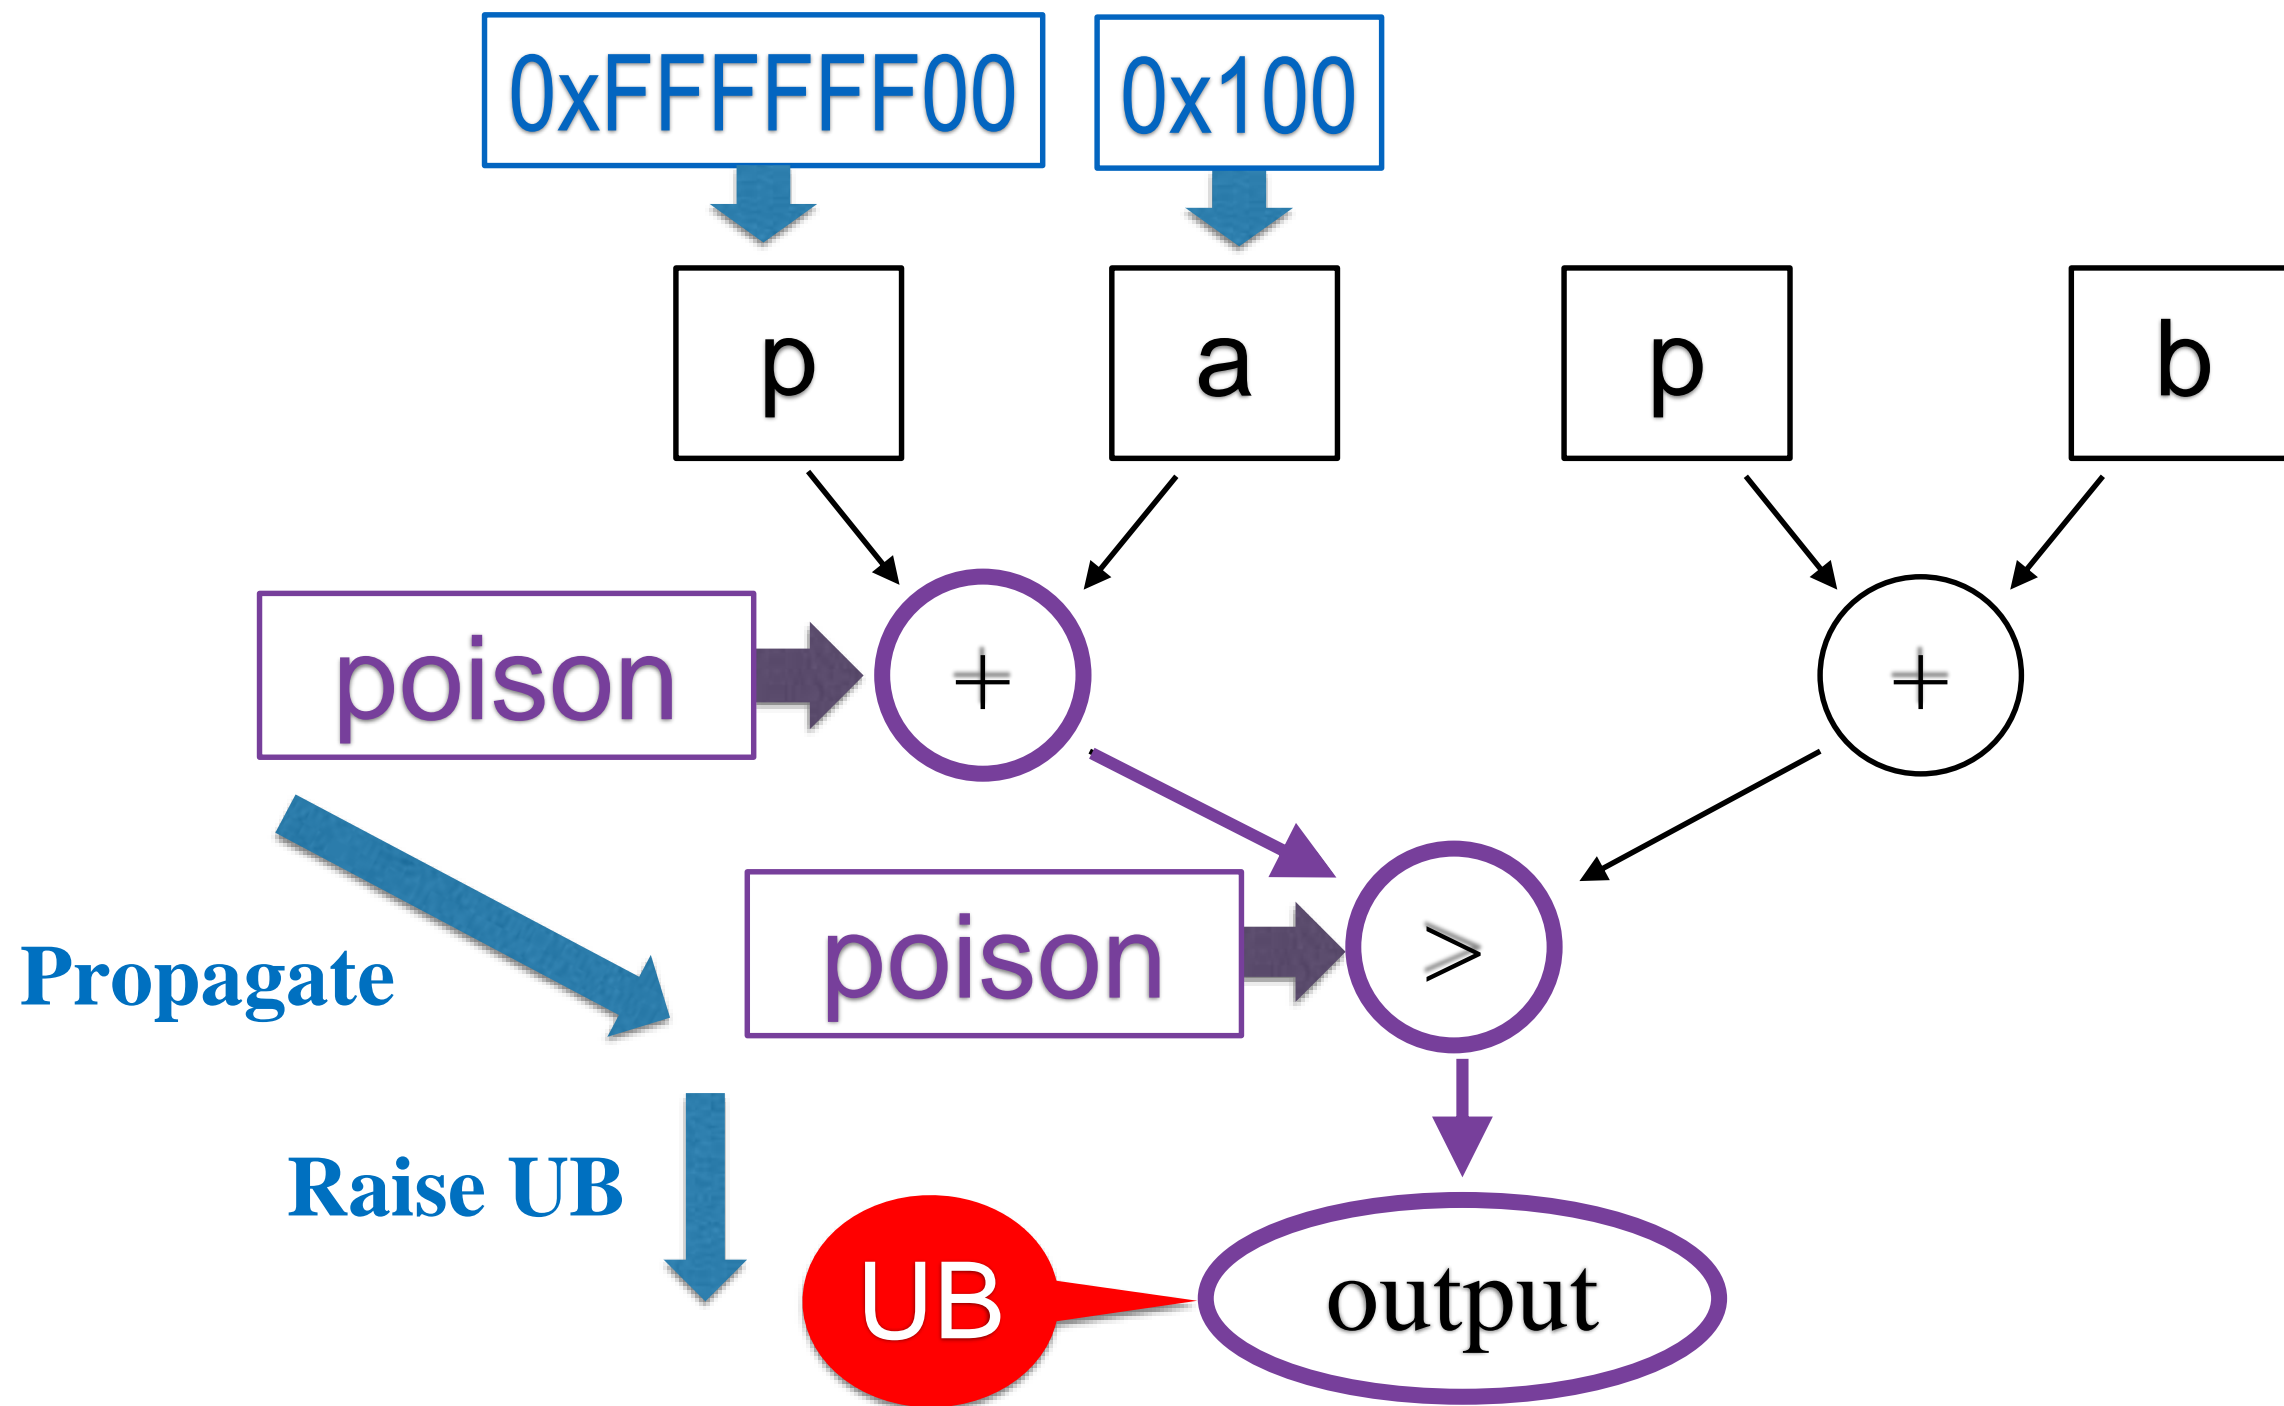 0xFFFFFF00 0x100
p a p b
poison + +
Propagate poison >
Raise UB
UB output